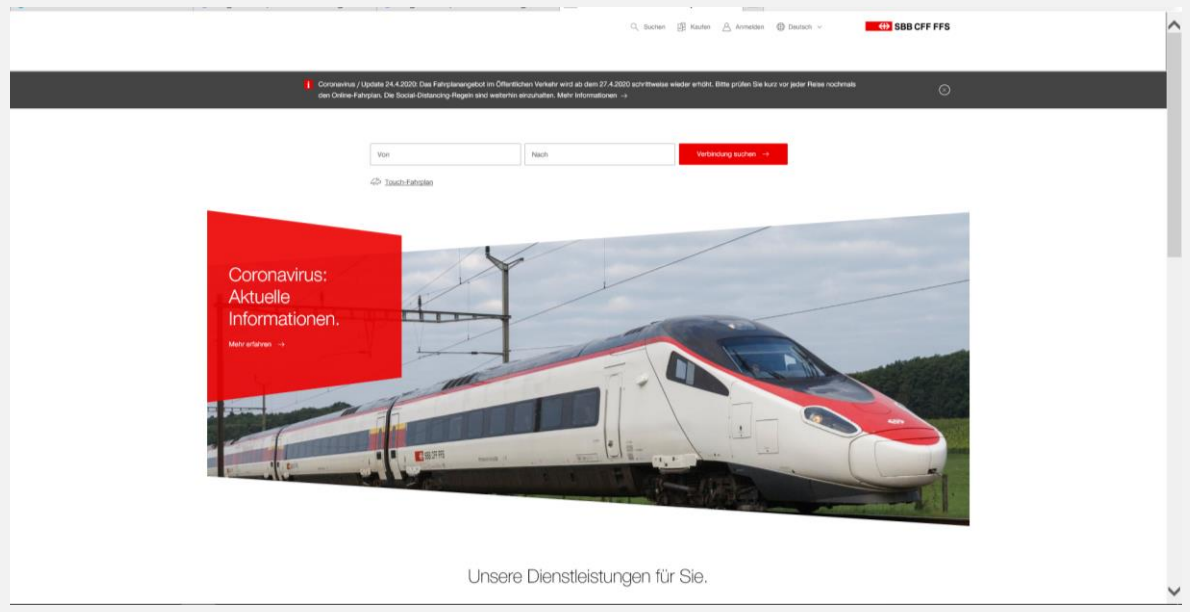 Suchen Kaufen Anmelden Deutsch SBB CFF FFS
Coronavirus / Update 24.4.2020: Das Fahrplanangebot im Öffentlichen Verkehr wird ab dem 27.4.2020 schrittweise wieder erhöht. Bitte prüfen Sie kurz vor jeder Reise nochmals
den Online-Fahrplan. Die Social-Distancing-Regeln sind weiterhin einzuhalten. Mehr Informationen →
Von Nach Verbindung suchen →
Touch-Fahrplan
Coronavirus:
Aktuelle
Informationen.
Mehr erfahren →
SBB CFF FFS
Unsere Dienstleistungen für Sie.